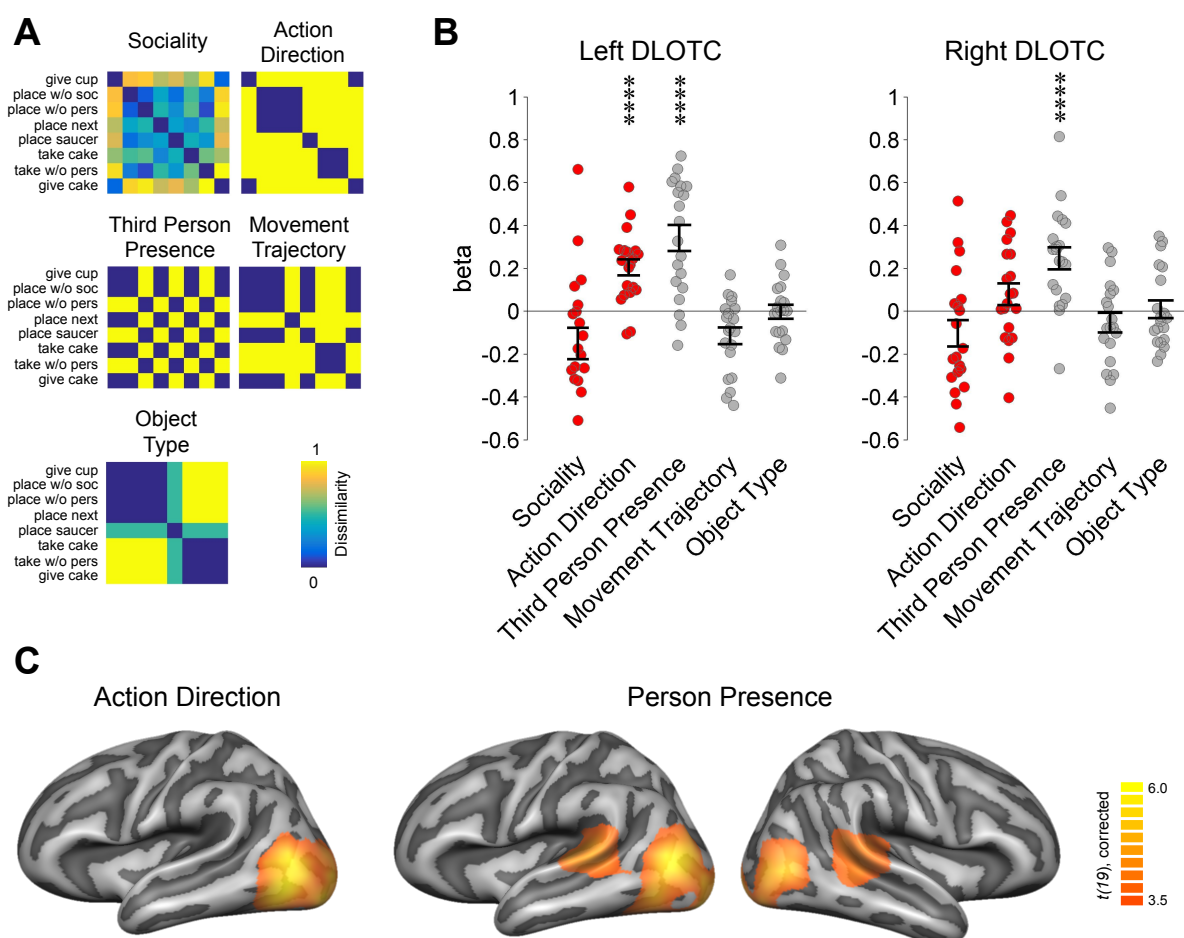 A
Sociality
Action
Direction
give cup
place w/o soc
place w/o pers
place next
place saucer
take cake
take w/o pers
give cake
Third Person
Presence
Movement
Trajectory
give cup
place w/o soc
place w/o pers
place next
place saucer
take cake
take w/o pers
give cake
Object
Type
give cup
place w/o soc
place w/o pers
place next
place saucer
take cake
take w/o pers
give cake
1
Dissimilarity
0
B
Left DLOTC
****
****
1
0.8
0.6
0.4
0.2
0
-0.2
-0.4
-0.6
beta
Sociality
Action Direction
Third Person Presence
Movement Trajectory
Object Type
Right DLOTC
****
1
0.8
0.6
0.4
0.2
0
-0.2
-0.4
-0.6
Sociality
Action Direction
Third Person Presence
Movement Trajectory
Object Type
C
Action Direction
Person Presence
6.0
t(19), corrected
3.5